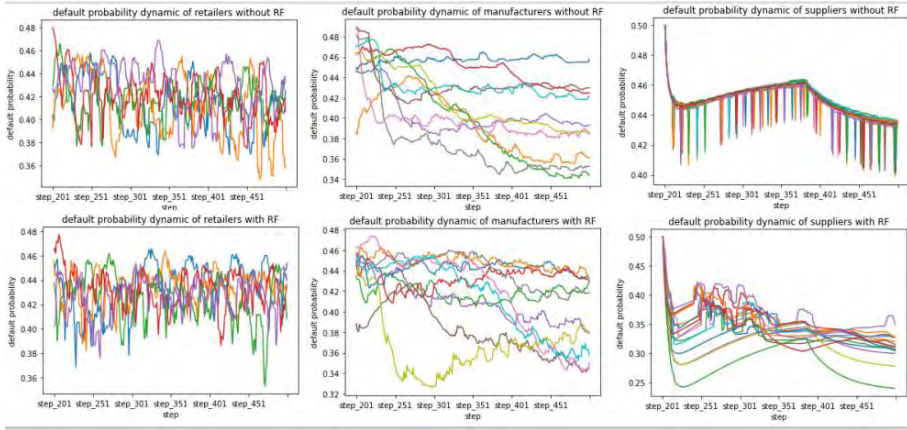 default probability dynamic of retailers without RF
default probability
0.48
0.46
0.44
0.42
0.40
0.38
0.36
step_201 step_251 step_301 step_351 step_401 step_451
step
default probability dynamic of manufacturers without RF
default probability
0.48
0.46
0.44
0.42
0.40
0.38
0.36
0.34
step_201 step_251 step_301 step_351 step_401 step_451
step
default probability dynamic of suppliers without RF
default probability
0.50
0.48
0.46
0.44
0.42
0.40
step_201 step_251 step_301 step_351 step_401 step_451
step
default probability dynamic of retailers with RF
default probability
0.48
0.46
0.44
0.42
0.40
0.38
0.36
step_201 step_251 step_301 step_351 step_401 step_451
step
default probability dynamic of manufacturers with RF
default probability
0.48
0.46
0.44
0.42
0.40
0.38
0.36
0.34
0.32
step_201 step_251 step_301 step_351 step_401 step_451
step
default probability dynamic of suppliers with RF
default probability
0.50
0.45
0.40
0.35
0.30
0.25
step_201 step_251 step_301 step_351 step_401 step_451
step